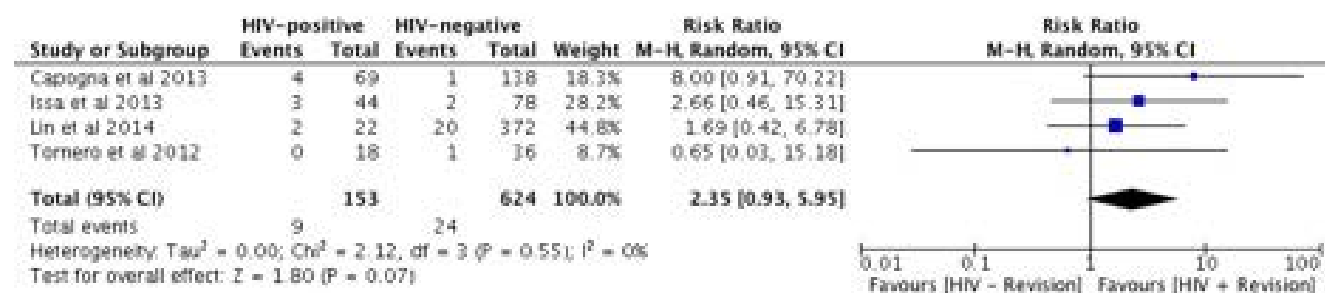 HIV-positive HIV-negative Risk Ratio Risk Ratio
Study or Subgroup Events Total Events Total Weight M-H, Random, 95% CI M-H, Random, 95% CI
Capogna et al 2013 4 69 1 138 18.3% 8.00 [0.91, 70.22]
Issa et al 2013 3 44 2 78 28.2% 2.66 [0.46, 15.31]
Lin et al 2014 2 22 20 372 44.8% 1.69 [0.42, 6.78]
Tornero et al 2012 0 18 1 36 8.7% 0.65 [0.03, 15.18]
Total (95% CI) 153 624 100.0% 2.35 [0.93, 5.95]
Total events 9 24
Heterogeneity: Tau² = 0.00; Chi² = 2.12, df = 3 (P = 0.55); I² = 0%
Test for overall effect: Z = 1.80 (P = 0.07)
0.01 0.1 1 10 100
Favours [HIV - Revision] Favours [HIV + Revision]